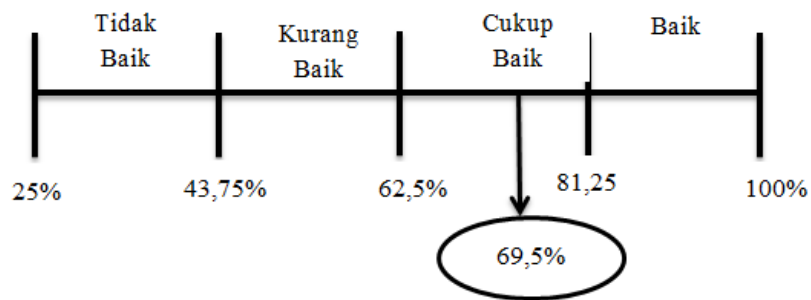 Tidak
Baik
Kurang
Baik
Cukup
Baik
Baik
25%
43,75%
62,5%
81,25
100%
69,5%